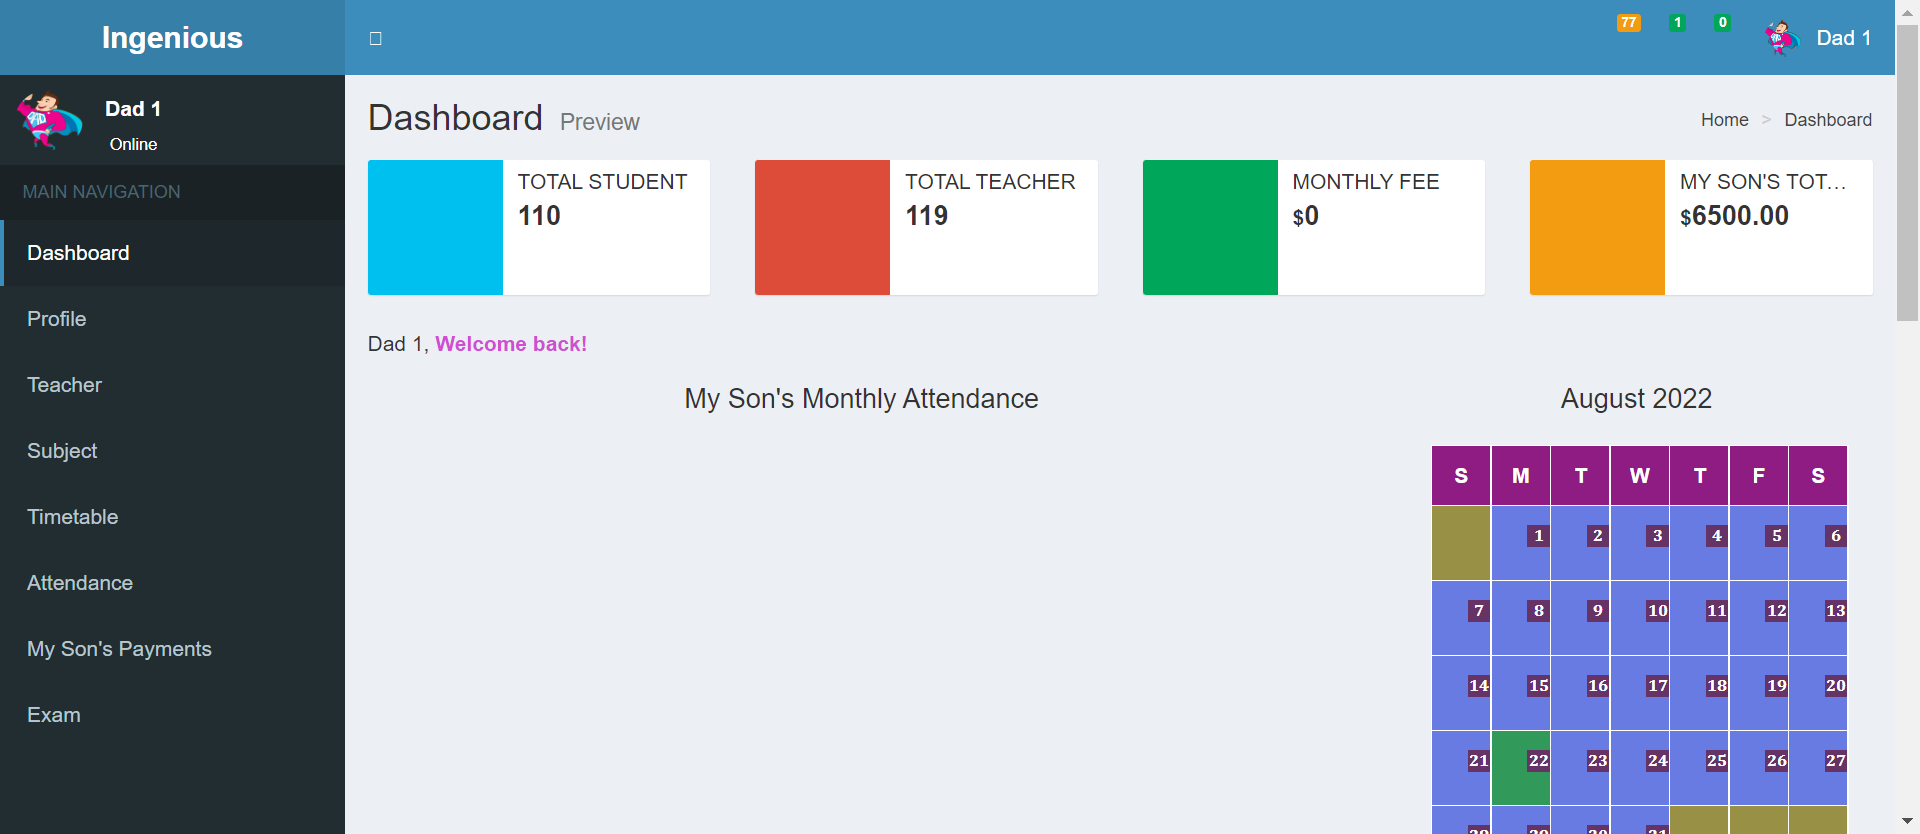 Ingenious
77 1 0 Dad 1
Dad 1
Online
MAIN NAVIGATION
Dashboard
Profile
Teacher
Subject
Timetable
Attendance
My Son's Payments
Exam
Dashboard Preview
Home > Dashboard
TOTAL STUDENT
110
TOTAL TEACHER
119
MONTHLY FEE
$0
MY SON'S TOT...
$6500.00
Dad 1, Welcome back!
My Son's Monthly Attendance
August 2022
S M T W T F S
1 2 3 4 5 6
7 8 9 10 11 12 13
14 15 16 17 18 19 20
21 22 23 24 25 26 27